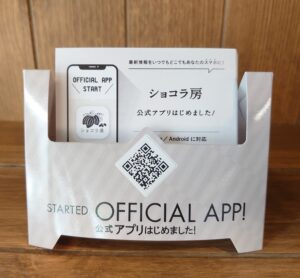 最新情報をいつでもどこでもあなたのスマホに!
OFFICIAL APP
START
ショコラ房
公式アプリはじめました!
ショコラ房
Android に対応
STARTED OFFICIAL APP!
公式アプリはじめました!